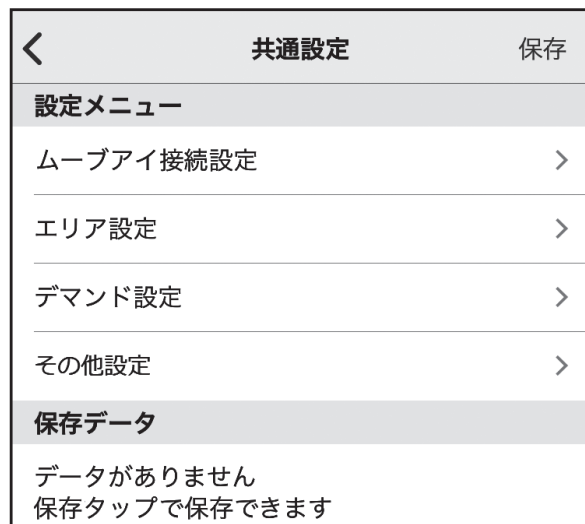 共通設定 保存
設定メニュー
ムーブアイ接続設定
エリア設定
デマンド設定
その他設定
保存データ
データがありません
保存タップで保存できます